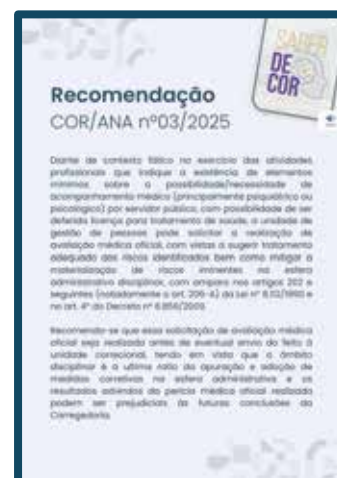 SABER
DE
COR
Recomendação
COR/ANA nº03/2025
Diante de contexto fático no exercício das atividades
profissionais que indique a existência de elementos
mínimos sobre a possibilidade/necessidade de
acompanhamento médico (principalmente psiquiátrico ou
psicológico) por servidor público, com possibilidade de ser
deferida licença para tratamento de saúde, a unidade de
gestão de pessoas pode solicitar a realização de
avaliação médica oficial, com vistas a sugerir tratamento
adequado aos riscos identificados bem como mitigar a
materialização de riscos iminentes na esfera
administrativa disciplinar, com amparo nos artigos 202 e
seguintes (notadamente o art. 206-A) da Lei nº 8.112/1990 e
no art. 4º do Decreto nº 6.856/2009.
Recomenda-se que essa solicitação de avaliação médica
oficial seja realizada antes de eventual envio do feito à
unidade correcional, tendo em vista que o âmbito
disciplinar é a ultima ratio da apuração e adoção de
medidas corretivas na esfera administrativa e os
resultados advindos da perícia médica oficial realizada
podem ser prejudiciais às futuras conclusões da
Corregedoria.